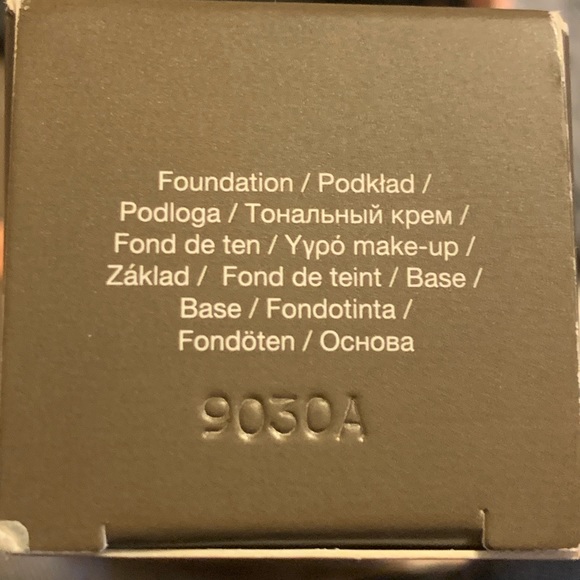 Foundation / Podkład /
Podloga / Тональный крем /
Fond de ten / Υγρό make-up /
Základ / Fond de teint / Base /
Base / Fondotinta /
Fondöten / Основа
9030A